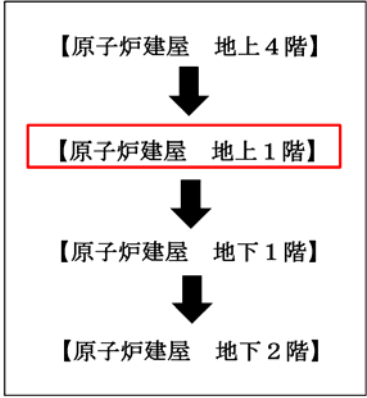 【原子炉建屋　地上４階】
【原子炉建屋　地上１階】
【原子炉建屋　地下１階】
【原子炉建屋　地下２階】